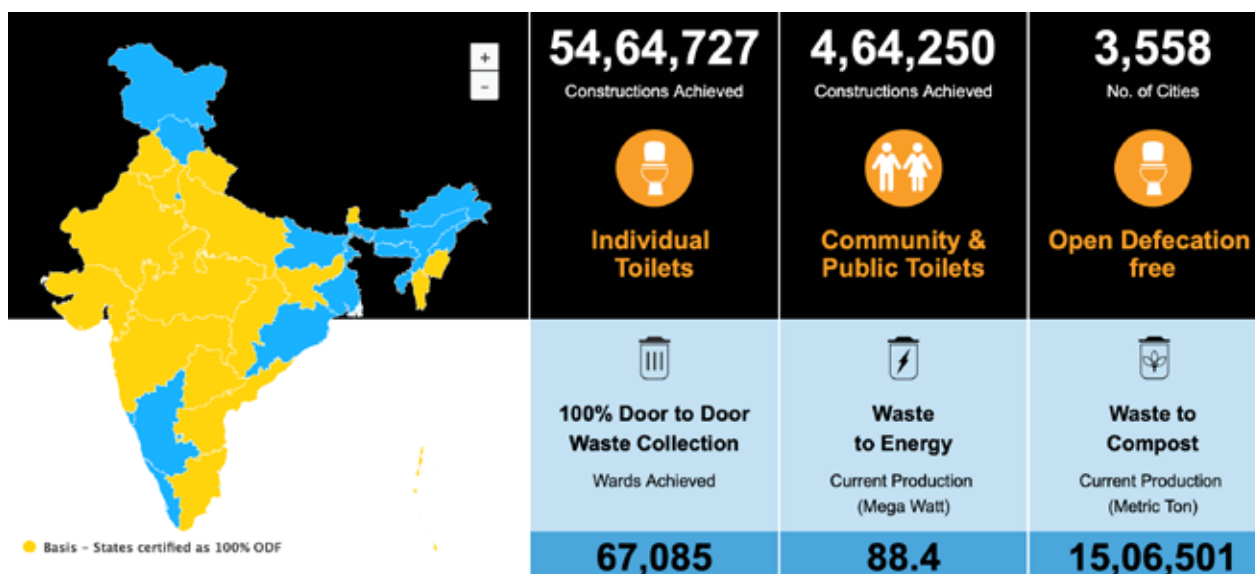 +
-
54,64,727
Constructions Achieved
Individual
Toilets
4,64,250
Constructions Achieved
Community &
Public Toilets
3,558
No. of Cities
Open Defecation
free
100% Door to Door
Waste Collection
Wards Achieved
67,085
Waste
to Energy
Current Production
(Mega Watt)
88.4
Waste to
Compost
Current Production
(Metric Ton)
15,06,501
Basis – States certified as 100% ODF